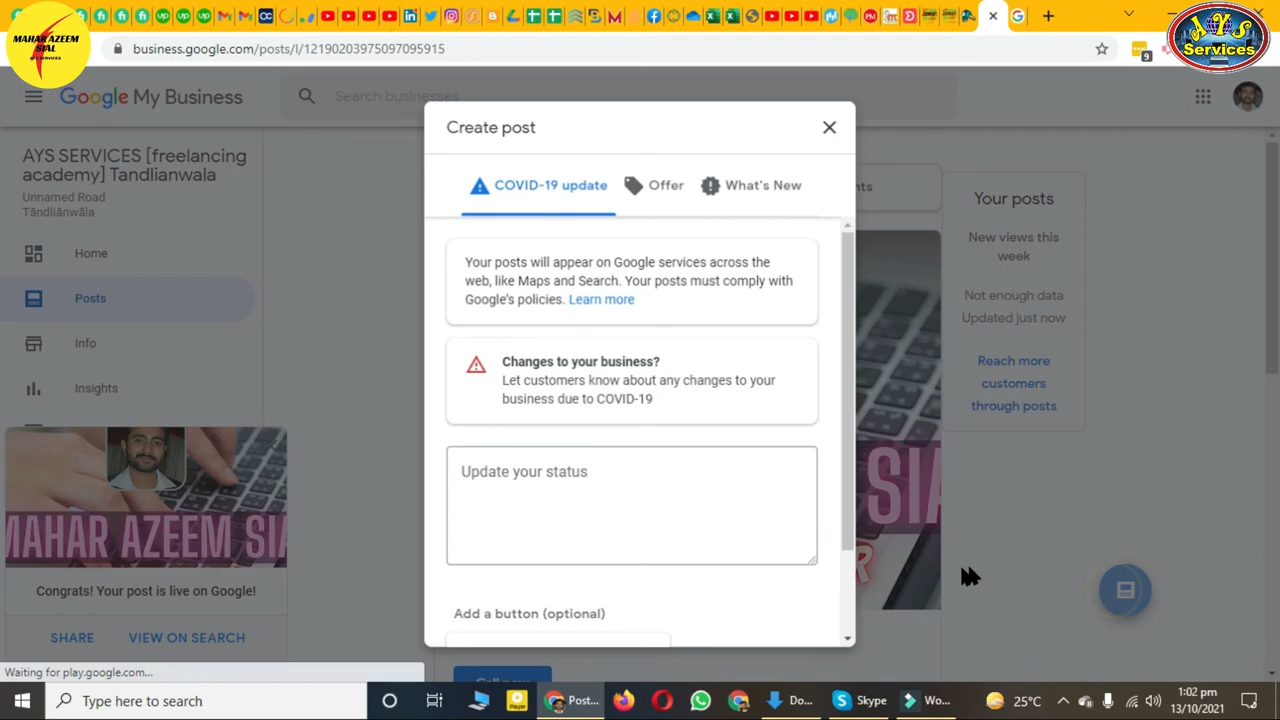 MAHAR AZEEM
SIAL
AYS SERVICES
AYS
Services
business.google.com/posts/l/12190203975097095915
9
Google My Business
Search businesses
AYS SERVICES [freelancing
academy] Tandlianwala
Unnamed Road
Tāndliānwāla
Home
Posts
Info
Insights
MAHAR AZEEM SIA
Congrats! Your post is live on Google!
SHARE
VIEW ON SEARCH
Waiting for play.google.com...
Create post
COVID-19 update
Offer
What's New
Your posts will appear on Google services across the
web, like Maps and Search. Your posts must comply with
Google's policies. Learn more
Changes to your business?
Let customers know about any changes to your
business due to COVID-19
Update your status
Add a button (optional)
nts
SIA
R
Your posts
New views this
week
Not enough data
Updated just now
Reach more
customers
through posts
Type here to search
Post...
Do...
Skype
Wo...
25°C
1:02 pm
13/10/2021